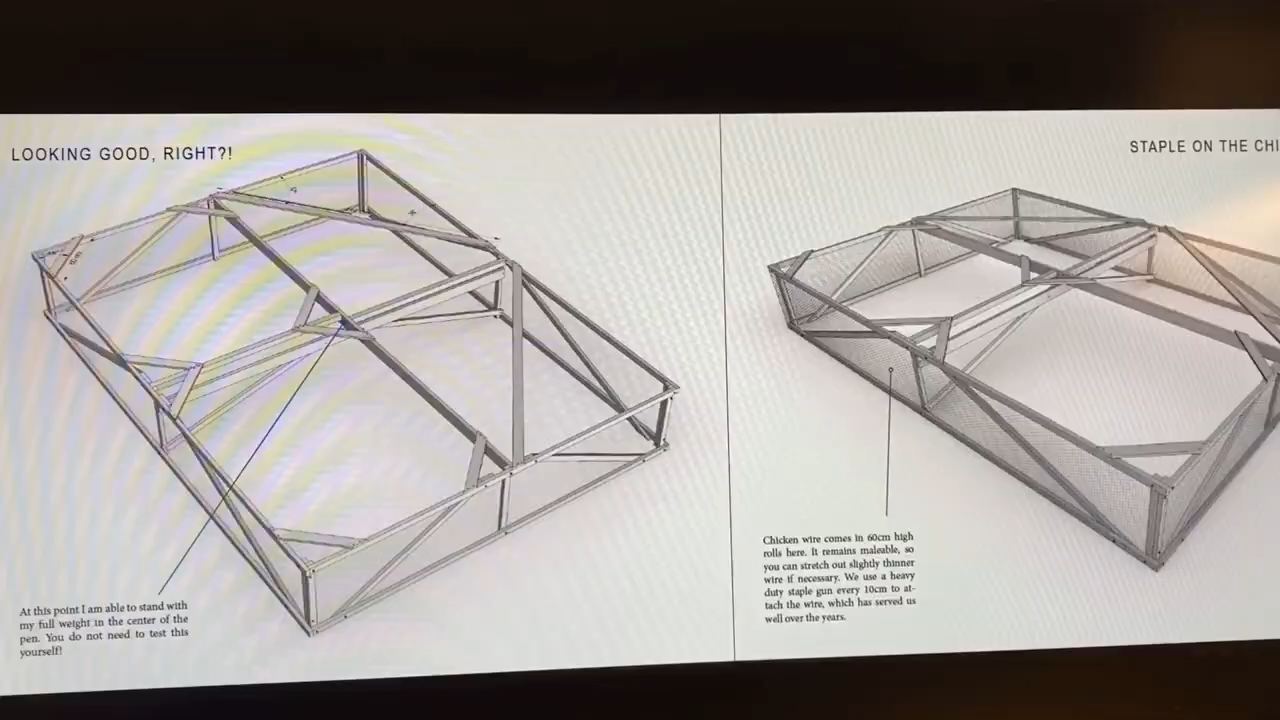 LOOKING GOOD, RIGHT?!
At this point I am able to stand with
my full weight in the center of the
pen. You do not need to test this
yourself!
STAPLE ON THE CHI
Chicken wire comes in 60cm high
rolls here. It remains maleable, so
you can stretch out slightly thinner
wire if necessary. We use a heavy
duty staple gun every 10cm to at-
tach the wire, which has served us
well over the years.